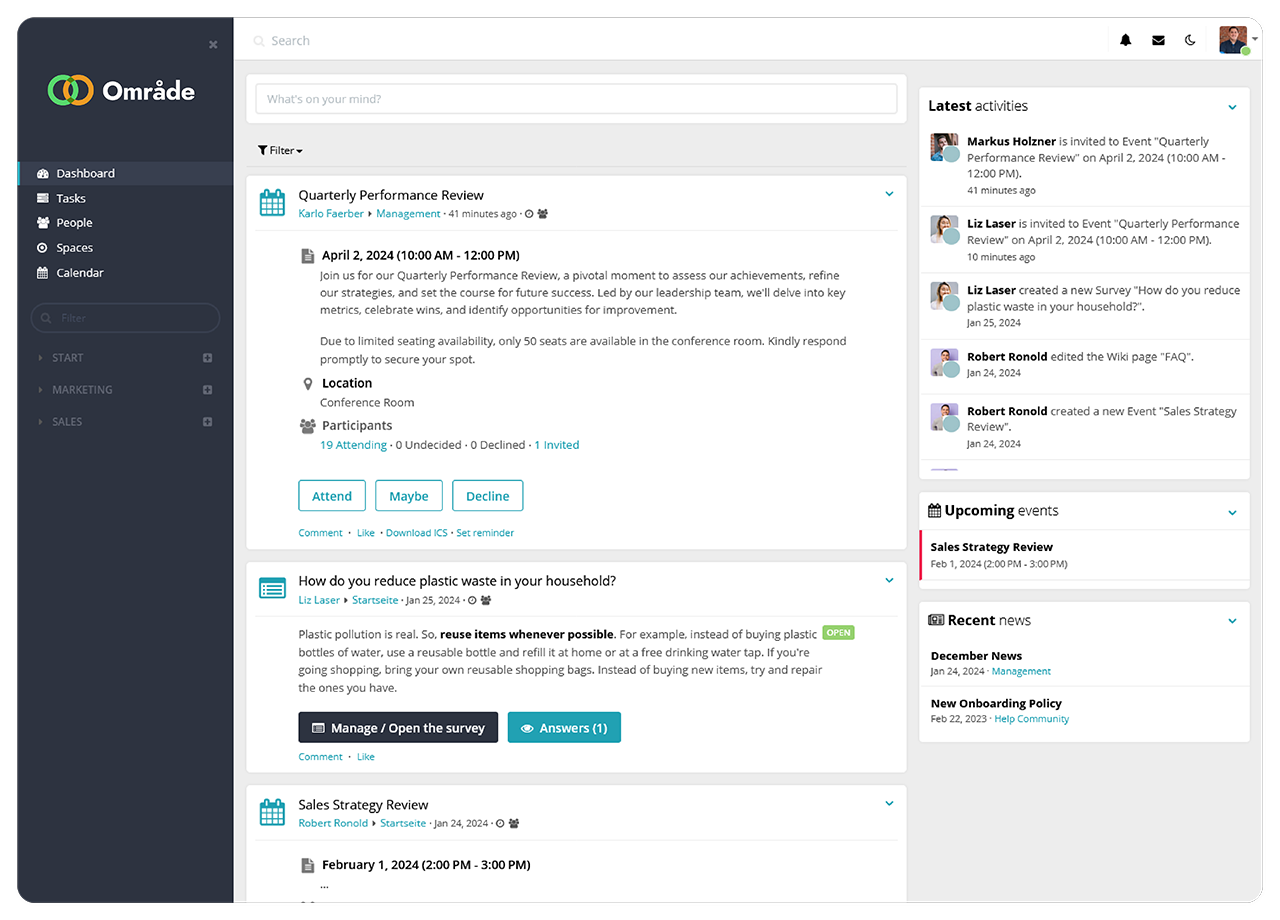 Område
Dashboard
Tasks
People
Spaces
Calendar
Filter
START
MARKETING
SALES
Search
What's on your mind?
Filter
Quarterly Performance Review
Karlo Faerber Management · 41 minutes ago ·
April 2, 2024 (10:00 AM - 12:00 PM)
Join us for our Quarterly Performance Review, a pivotal moment to assess our achievements, refine
our strategies, and set the course for future success. Led by our leadership team, we'll delve into key
metrics, celebrate wins, and identify opportunities for improvement.
Due to limited seating availability, only 50 seats are available in the conference room. Kindly respond
promptly to secure your spot.
Location
Conference Room
Participants
19 Attending · 0 Undecided · 0 Declined · 1 Invited
Attend Maybe Decline
Comment · Like · Download ICS · Set reminder
How do you reduce plastic waste in your household?
Liz Laser Startseite · Jan 25, 2024 ·
Plastic pollution is real. So, reuse items whenever possible. For example, instead of buying plastic OPEN
bottles of water, use a reusable bottle and refill it at home or at a free drinking water tap. If you're
going shopping, bring your own reusable shopping bags. Instead of buying new items, try and repair
the ones you have.
Manage / Open the survey Answers (1)
Comment · Like
Sales Strategy Review
Robert Ronold Startseite · Jan 24, 2024 ·
February 1, 2024 (2:00 PM - 3:00 PM)
...
Latest activities
Markus Holzner is invited to Event "Quarterly
Performance Review" on April 2, 2024 (10:00 AM -
12:00 PM).
41 minutes ago
Liz Laser is invited to Event "Quarterly Performance
Review" on April 2, 2024 (10:00 AM - 12:00 PM).
10 minutes ago
Liz Laser created a new Survey "How do you reduce
plastic waste in your household?".
Jan 25, 2024
Robert Ronold edited the Wiki page "FAQ".
Jan 24, 2024
Robert Ronold created a new Event "Sales Strategy
Review".
Jan 24, 2024
Upcoming events
Sales Strategy Review
Feb 1, 2024 (2:00 PM - 3:00 PM)
Recent news
December News
Jan 24, 2024 · Management
New Onboarding Policy
Feb 22, 2023 · Help Community